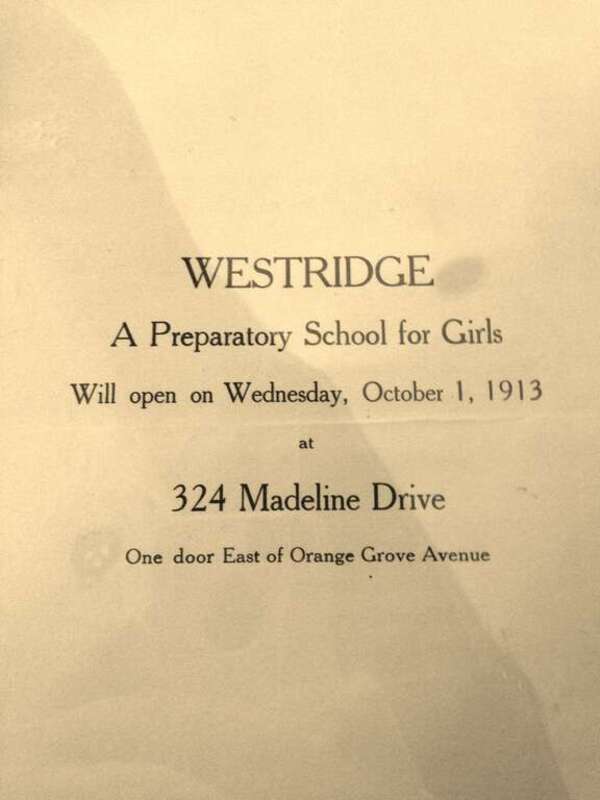 WESTRIDGE
A Preparatory School for Girls
Will open on Wednesday, October 1, 1913
at
324 Madeline Drive
One door East of Orange Grove Avenue